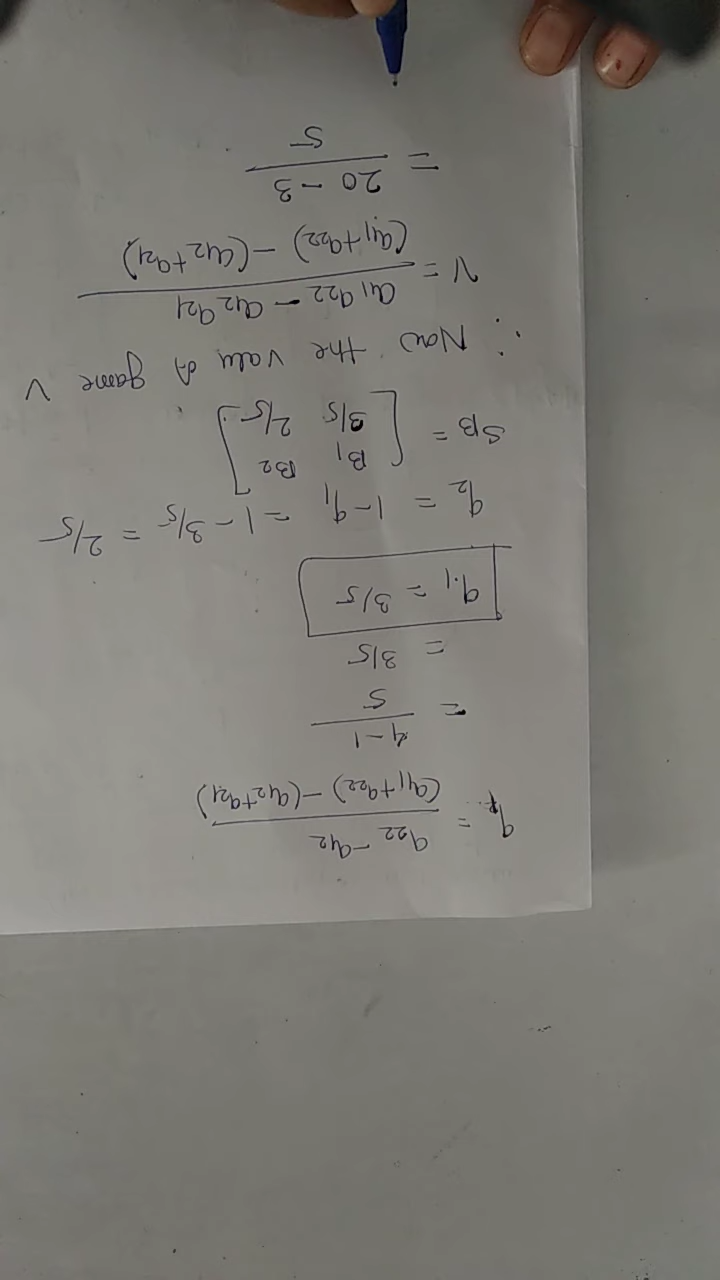 q1 = a22 - a12
(a11 + a22) - (a12 + a21)
= 4 - 1
5
= 3/5
q1 = 3/5
q2 = 1 - q1 = 1 - 3/5 = 2/5
B1 B2
SB = [ 3/5 2/5 ]
∴ Now the valu of game V
V = a11 a22 - a12 a21
(a11 + a22) - (a12 + a21)
= 20 - 3
5